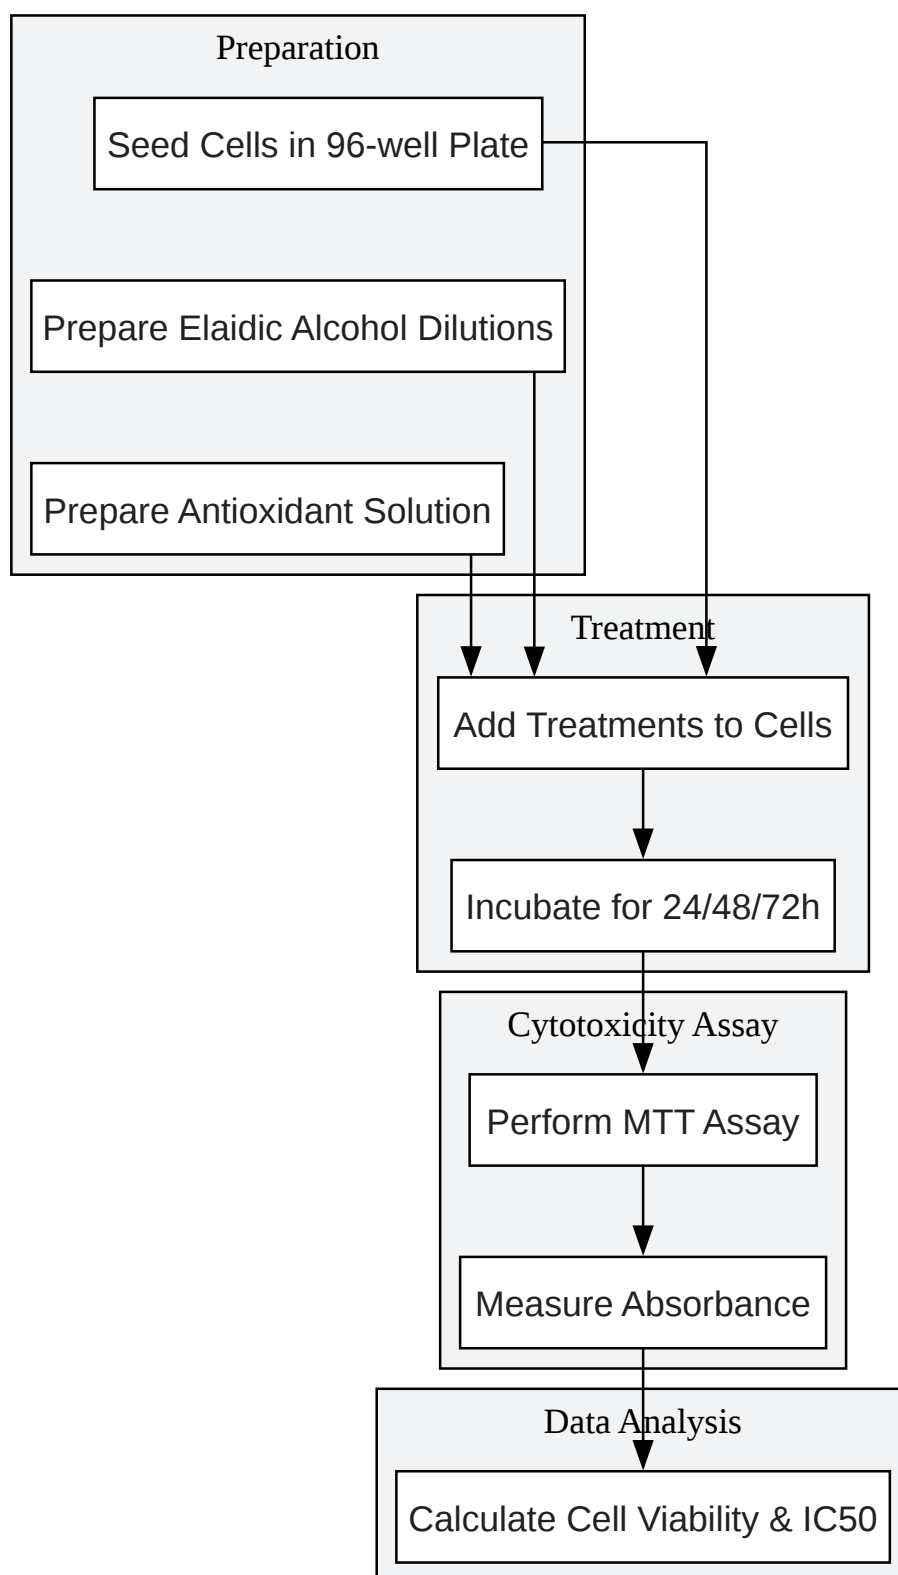 Preparation
Seed Cells in 96-well Plate
Prepare Elaidic Alcohol Dilutions
Prepare Antioxidant Solution
Treatment
Add Treatments to Cells
Incubate for 24/48/72h
Cytotoxicity Assay
Perform MTT Assay
Measure Absorbance
Data Analysis
Calculate Cell Viability & IC50